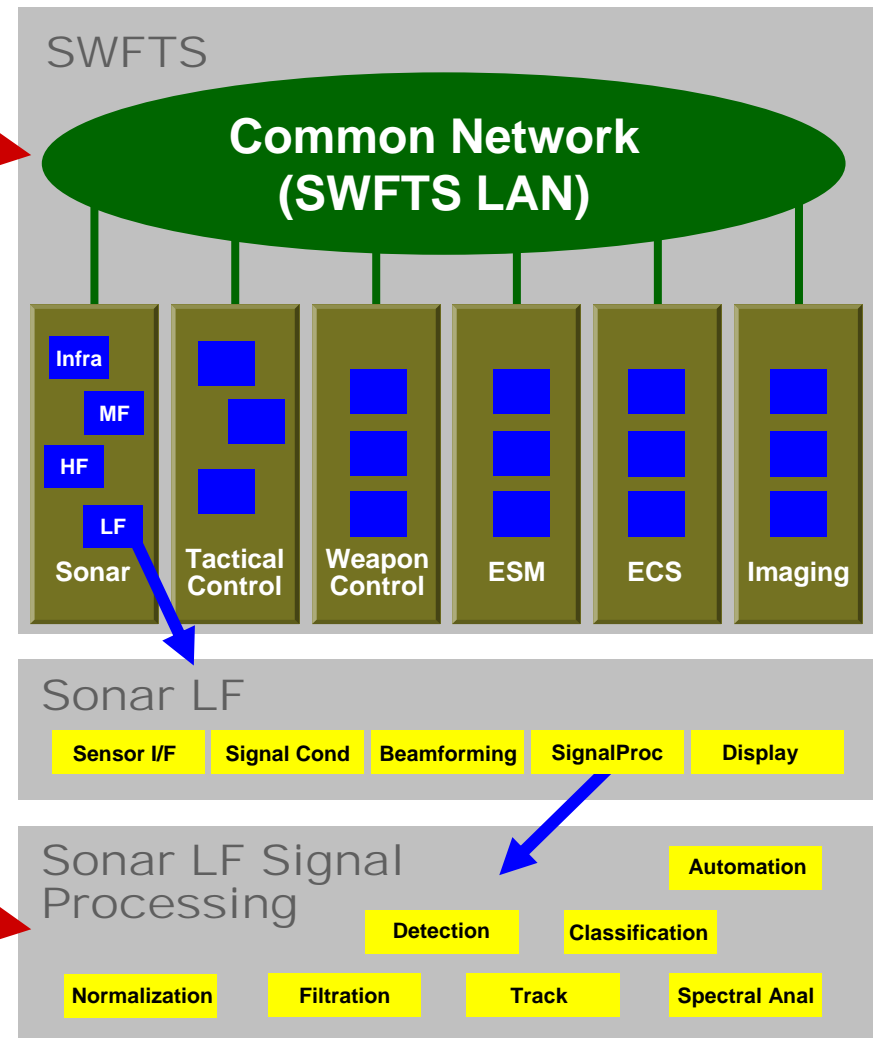 SWFTS
Common Network
(SWFTS LAN)
Infra
MF
HF
LF
Sonar
Tactical
Control
Weapon
Control
ESM
ECS
Imaging
Sonar LF
Sensor I/F
Signal Cond
Beamforming
SignalProc
Display
Sonar LF Signal
Processing
Automation
Detection
Classification
Normalization
Filtration
Track
Spectral Anal